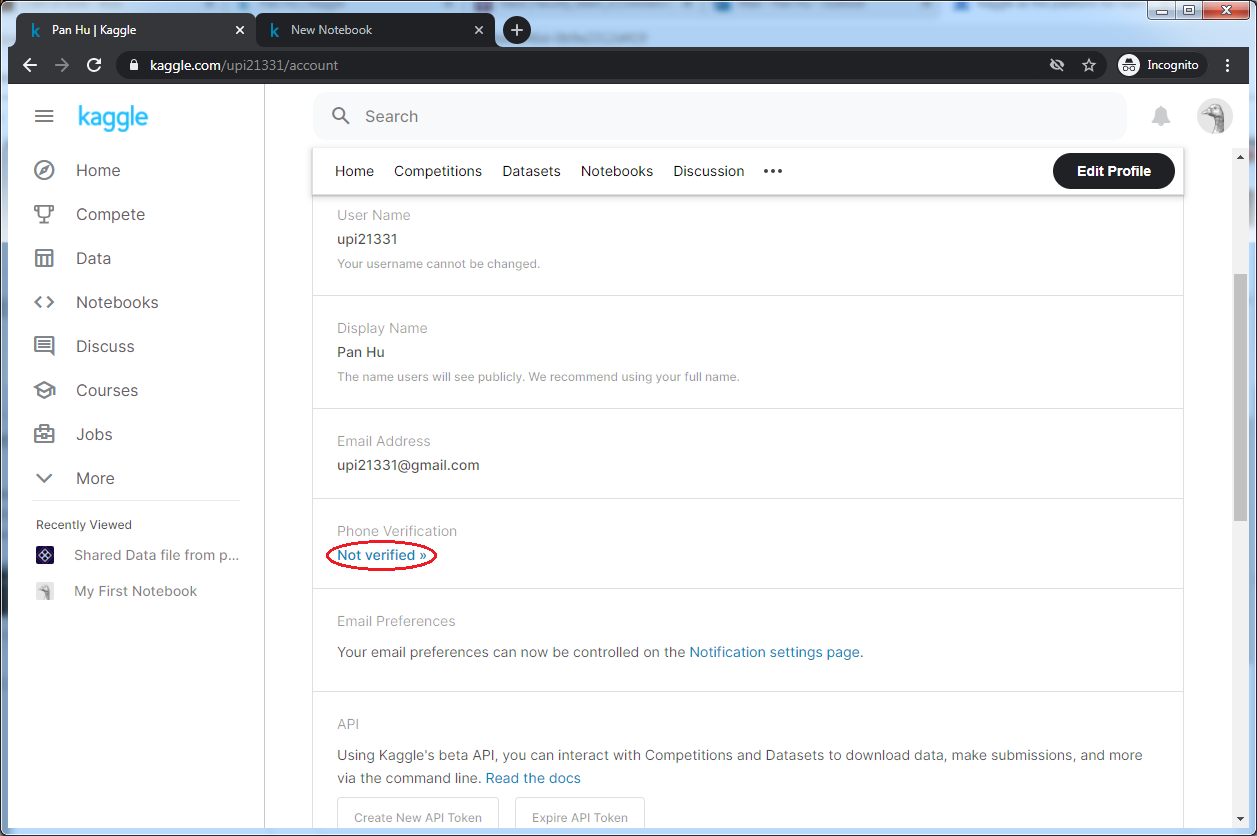 Pan Hu | Kaggle
New Notebook
kaggle.com/upi21331/account
Incognito
kaggle
Search
Home
Compete
Data
Notebooks
Discuss
Courses
Jobs
More
Recently Viewed
Shared Data file from p...
My First Notebook
Home Competitions Datasets Notebooks Discussion ••• Edit Profile
User Name
upi21331
Your username cannot be changed.
Display Name
Pan Hu
The name users will see publicly. We recommend using your full name.
Email Address
upi21331@gmail.com
Phone Verification
Not verified »
Email Preferences
Your email preferences can now be controlled on the Notification settings page.
API
Using Kaggle's beta API, you can interact with Competitions and Datasets to download data, make submissions, and more
via the command line. Read the docs
Create New API Token Expire API Token